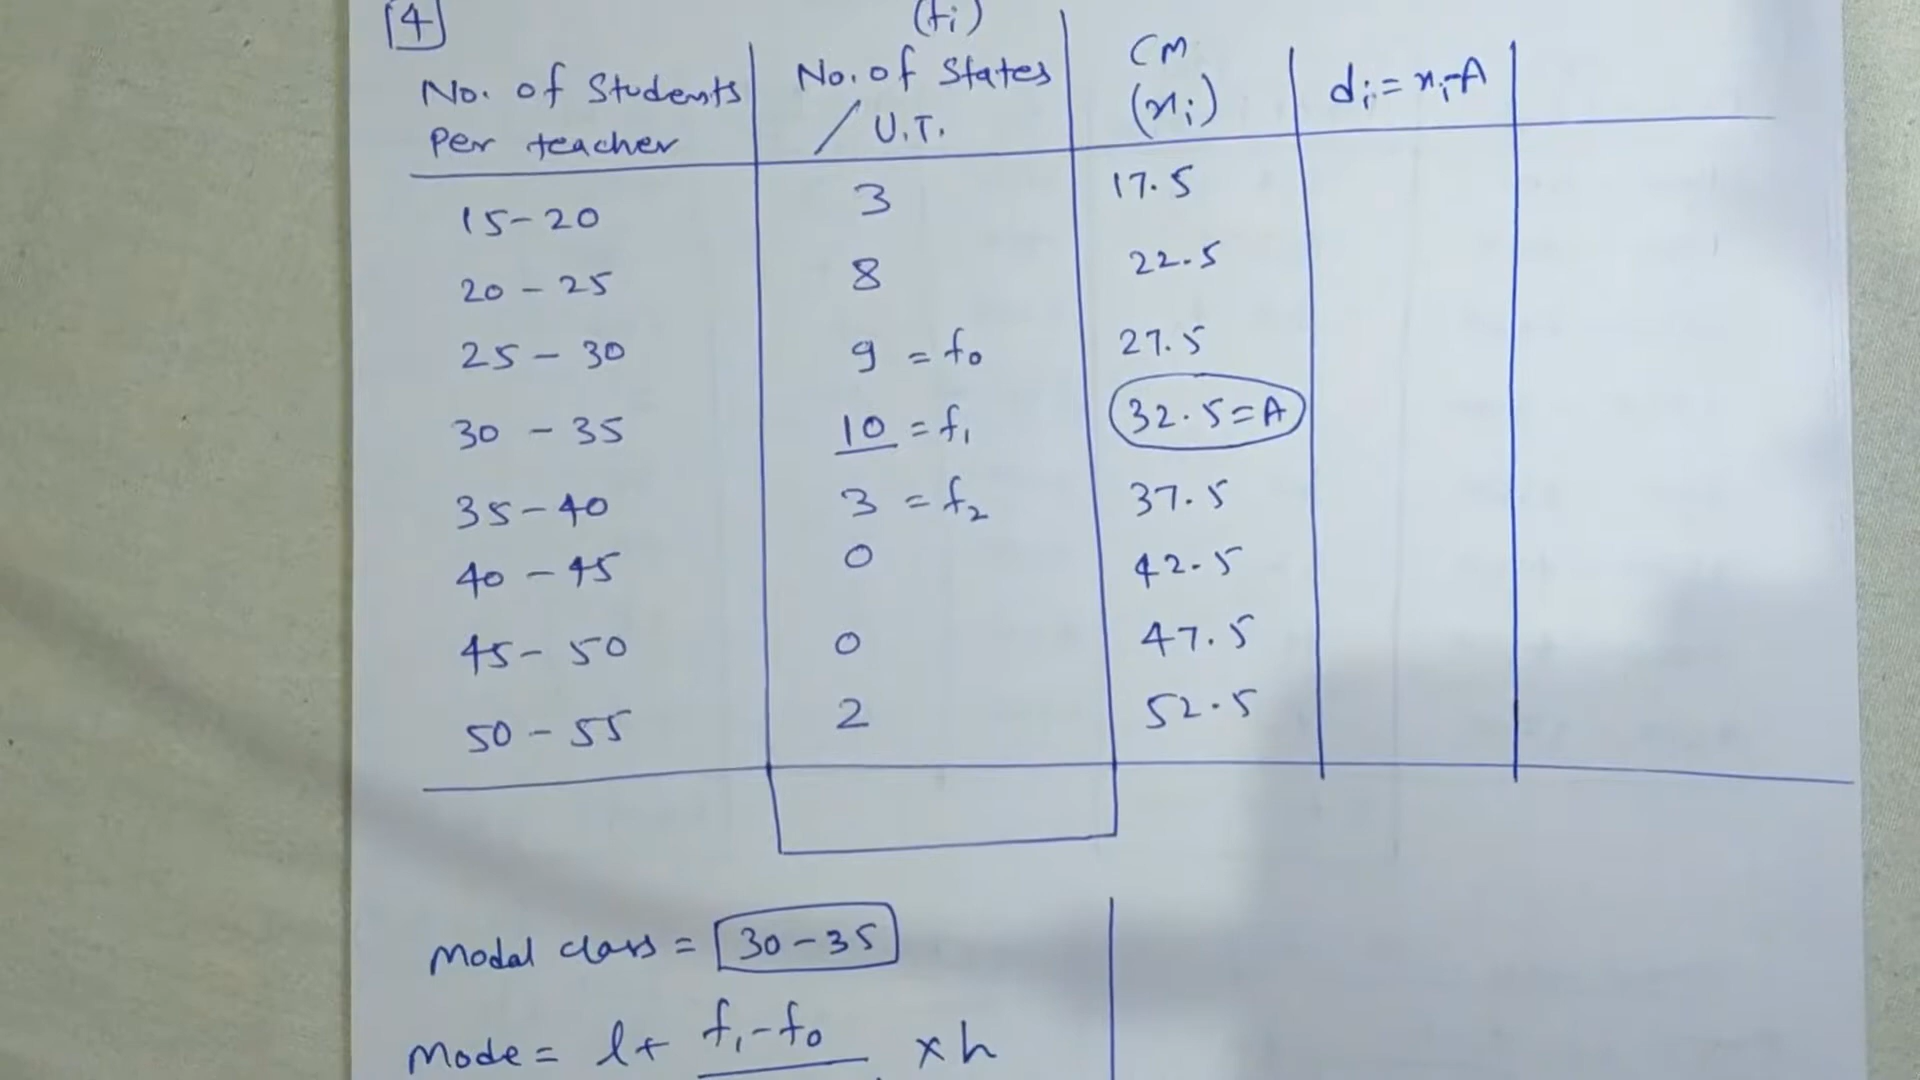 [4]
(fi)
No. of Students Per teacher | No. of States / U.T. | CM (xi) | di = xi-A
15-20 | 3 | 17.5
20-25 | 8 | 22.5
25-30 | 9 = f0 | 27.5
30-35 | 10 = f1 | 32.5=A
35-40 | 3 = f2 | 37.5
40-45 | 0 | 42.5
45-50 | 0 | 47.5
50-55 | 2 | 52.5
Modal class = 30-35
Mode = l + f1-f0 × h